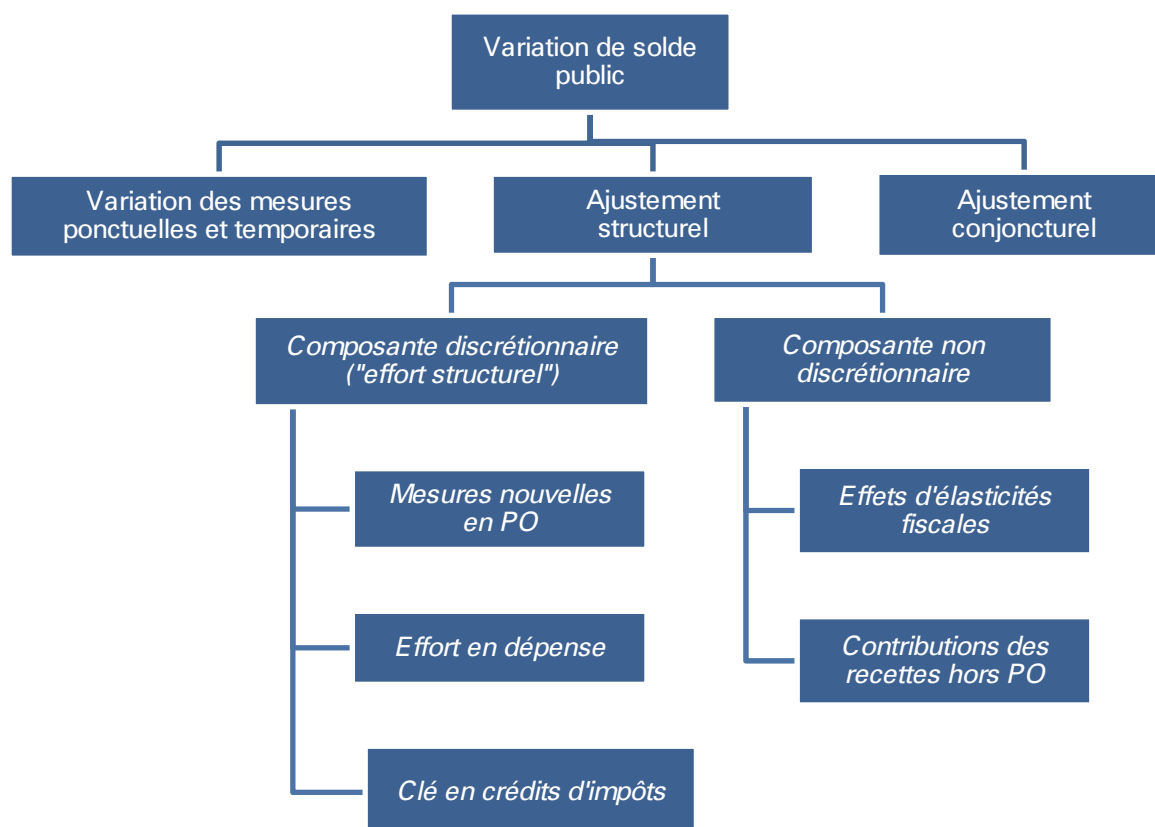 Variation de solde
public
Variation des mesures
ponctuelles et temporaires
Ajustement
structurel
Ajustement
conjoncturel
Composante discrétionnaire
("effort structurel")
Composante non
discrétionnaire
Mesures nouvelles
en PO
Effets d'élasticités
fiscales
Effort en dépense
Contributions des
recettes hors PO
Clé en crédits d'impôts